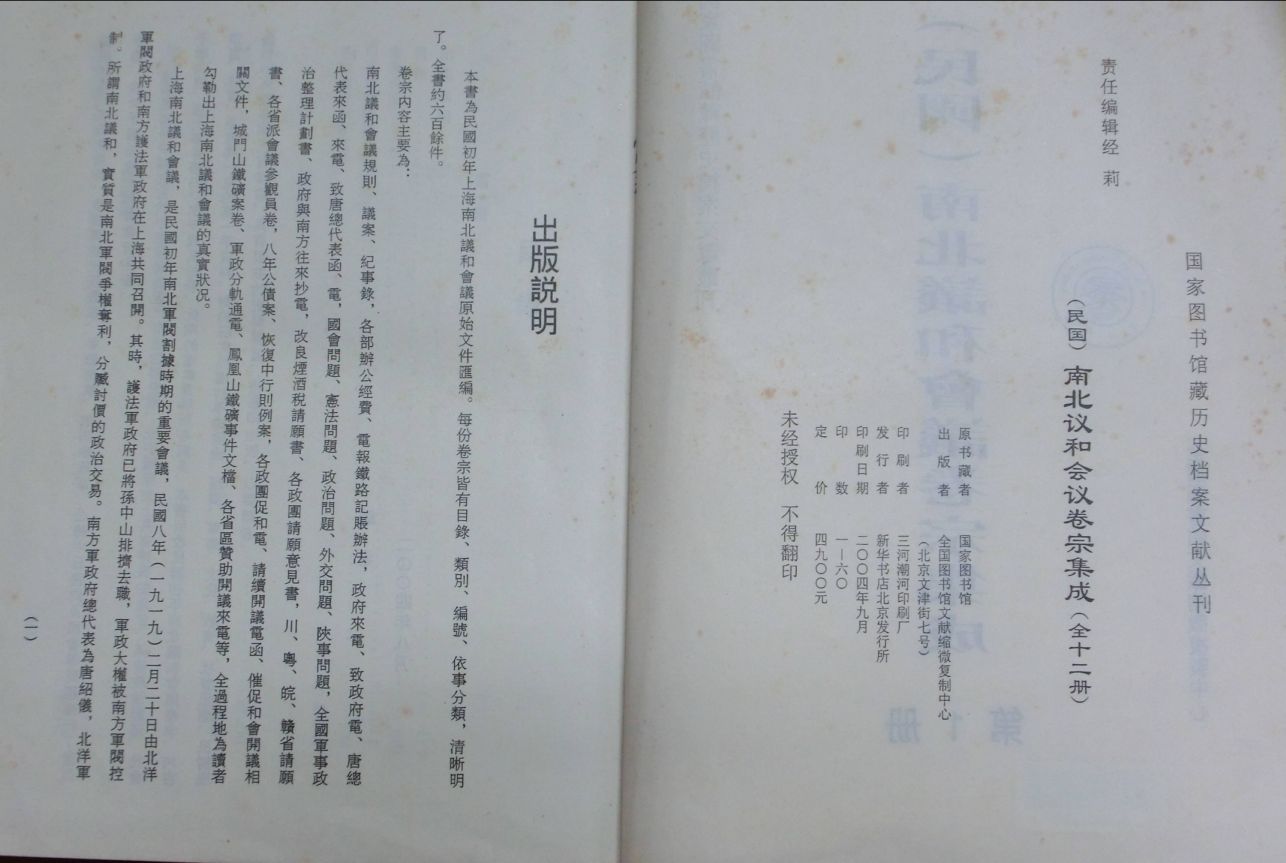 国家图书馆藏历史档案文献丛刊
（民国）南北议和会议卷宗集成（全十二册）
责任编辑 经 莉
原书藏者 国家图书馆
出版者 全国图书馆文献缩微复制中心
（北京文津街七号）
印刷者 三河潮河印刷厂
发行者 新华书店北京发行所
印刷日期 二〇〇四年九月
印数 一—六〇
定价 四九〇〇元
未经授权 不得翻印
出版説明
本書為民國初年上海南北議和會議原始文件匯編。每份卷宗皆有目錄、類別、編號、依事分類，清晰明
了。全書約六百餘件。
卷宗內容主要為：
南北議和會議規則、議案、紀事錄，各部辦公經費、電報鐵路記賬辦法，政府來電、致政府電、唐總
代表來函、來電、致唐總代表函、電，國會問題、憲法問題、政治問題、外交問題、陝事問題，全國軍事政
治整理計劃書、政府與南方往來抄電，改良煙酒稅請願書、各政團請願意見書，川、粵、皖、贛省請願
書、各省派會議參觀員卷，八年公債案、恢復中行則例案，各政團促和電、請續開議電函、催促和會開議相
關文件，城門山鐵礦案卷、軍政分軌通電、鳳凰山鐵礦事件文檔、各省區贊助開議來電等，全過程地為讀者
勾勒出上海南北議和會議的真實狀况。
上海南北議和會議，是民國初年南北軍閥割據時期的重要會議，民國八年（一九一九）二月二十日由北洋
軍閥政府和南方護法軍政府在上海共同召開。其時，護法軍政府已將孫中山排擠去職，軍政大權被南方軍閥控
制。所謂南北議和，實質是南北軍閥爭權奪利，分贓討價的政治交易。南方軍政府總代表為唐紹儀，北洋軍
（一）